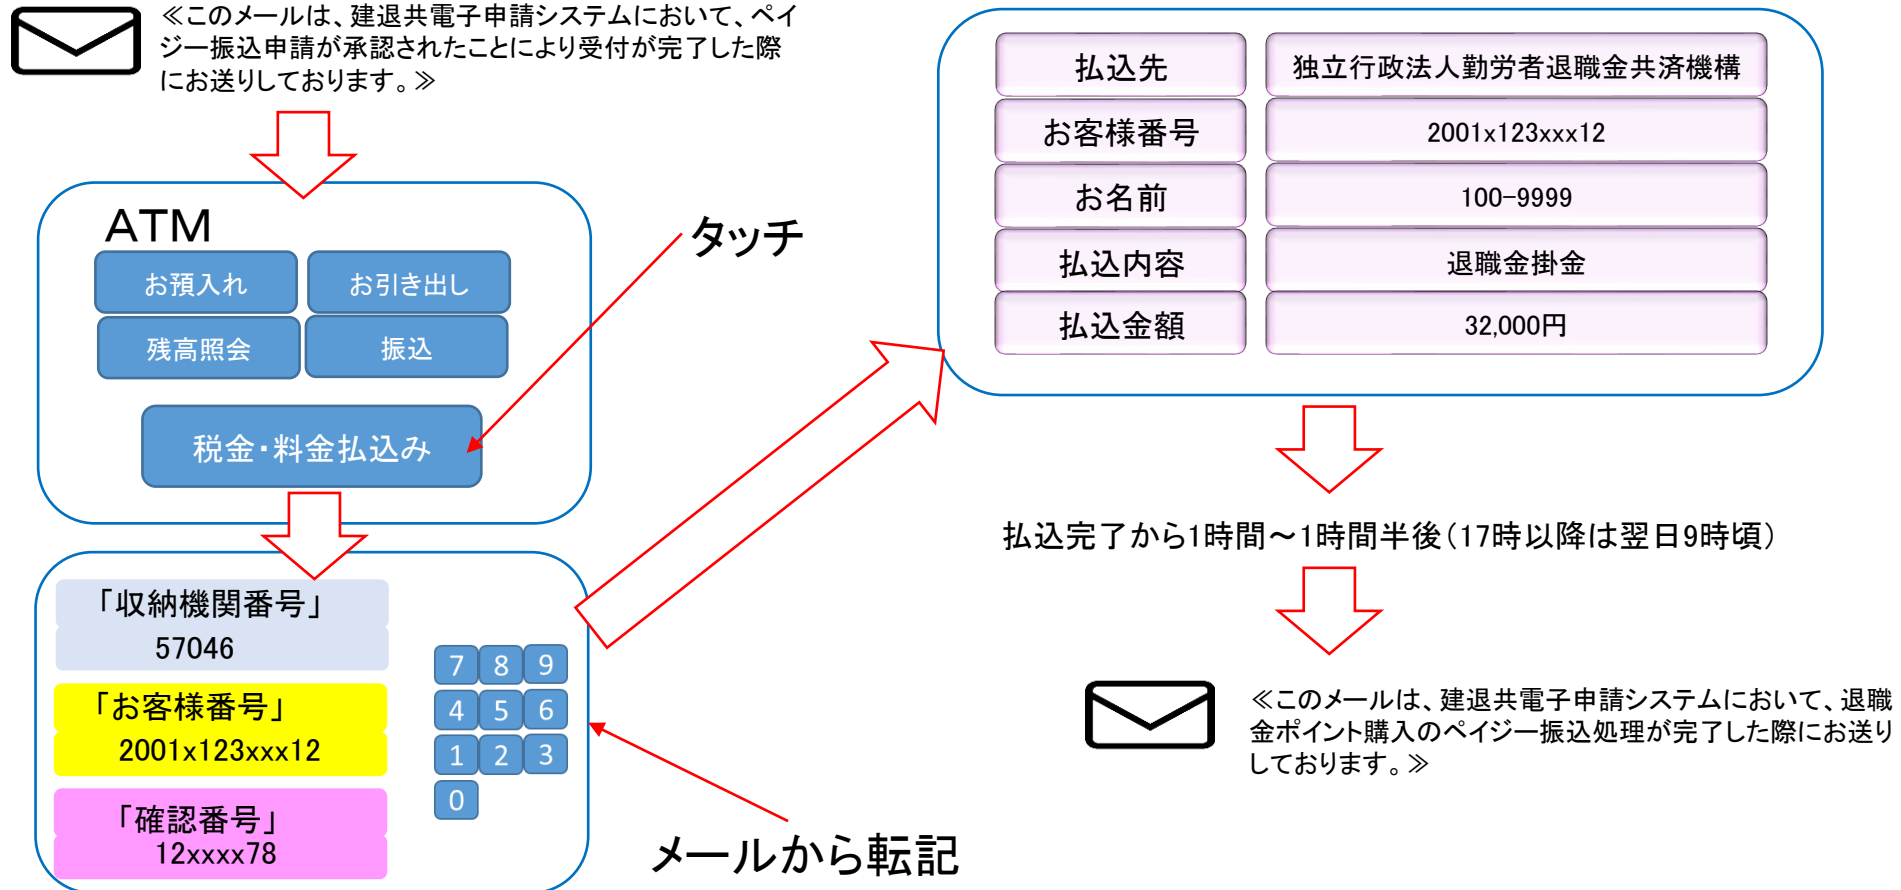 ≪このメールは、建退共電子申請システムにおいて、ペイ
ジー振込申請が承認されたことにより受付が完了した際
にお送りしております。≫
ATM
お預入れ
お引き出し
残高照会
振込
税金・料金払込み
タッチ
「収納機関番号」
57046
「お客様番号」
2001x123xxx12
「確認番号」
12xxxx78
7 8 9
4 5 6
1 2 3
0
メールから転記
払込先
独立行政法人勤労者退職金共済機構
お客様番号
2001x123xxx12
お名前
100-9999
払込内容
退職金掛金
払込金額
32,000円
払込完了から1時間～1時間半後（17時以降は翌日9時頃）
≪このメールは、建退共電子申請システムにおいて、退職
金ポイント購入のペイジー振込処理が完了した際にお送り
しております。≫